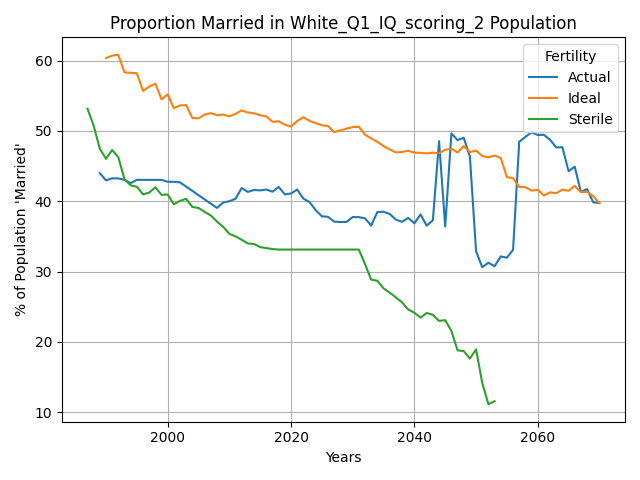 Proportion Married in White_Q1_IQ_scoring_2 Population
Fertility
Actual
Ideal
Sterile
% of Population 'Married'
60
50
40
30
20
10
2000 2020 2040 2060
Years